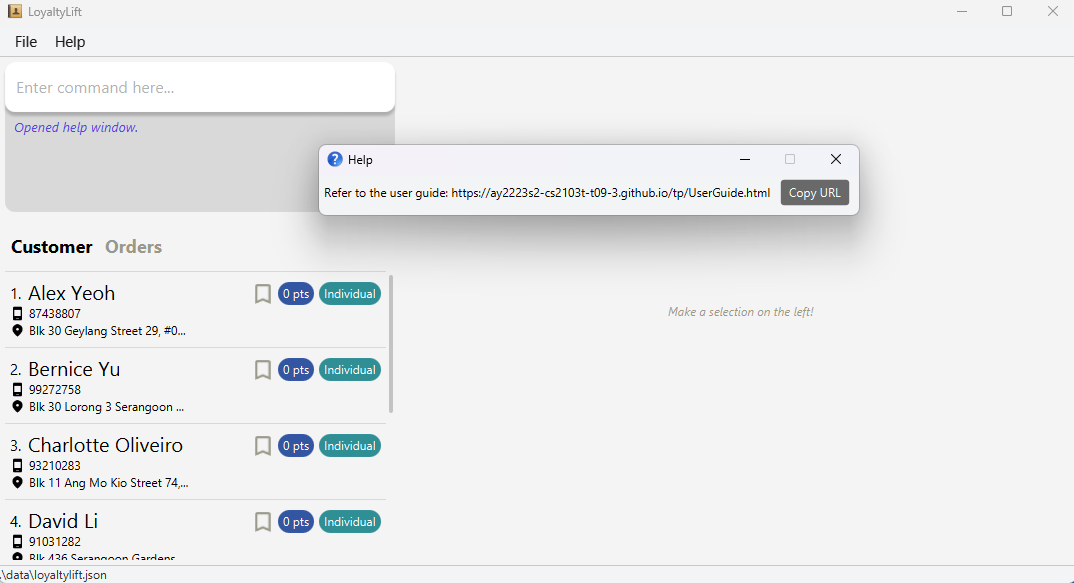 LoyaltyLift
File Help
Enter command here...
Opened help window.
Help
Refer to the user guide: https://ay2223s2-cs2103t-t09-3.github.io/tp/UserGuide.html Copy URL
Customer Orders
1. Alex Yeoh 0 pts Individual
87438807
Blk 30 Geylang Street 29, #0...
Make a selection on the left!
2. Bernice Yu 0 pts Individual
99272758
Blk 30 Lorong 3 Serangoon ...
3. Charlotte Oliveiro 0 pts Individual
93210283
Blk 11 Ang Mo Kio Street 74,...
4. David Li 0 pts Individual
91031282
Blk 436 Serangoon Gardens
.\data\loyaltylift.json